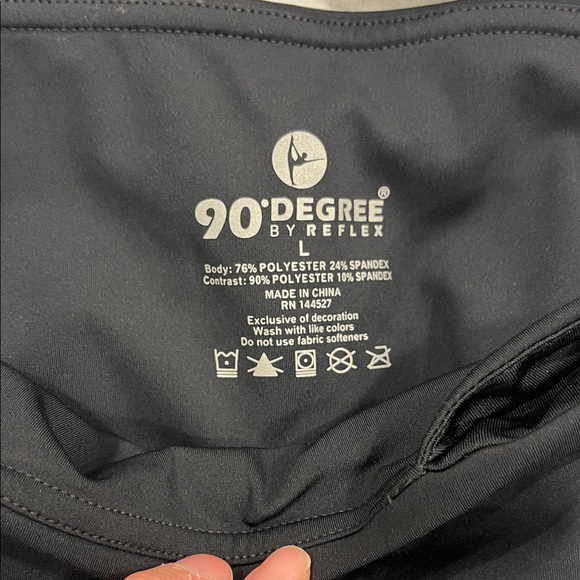 90°DEGREE®
BY REFLEX
L
Body: 76% POLYESTER 24% SPANDEX
Contrast: 90% POLYESTER 10% SPANDEX
MADE IN CHINA
RN 144527
Exclusive of decoration
Wash with like colors
Do not use fabric softeners